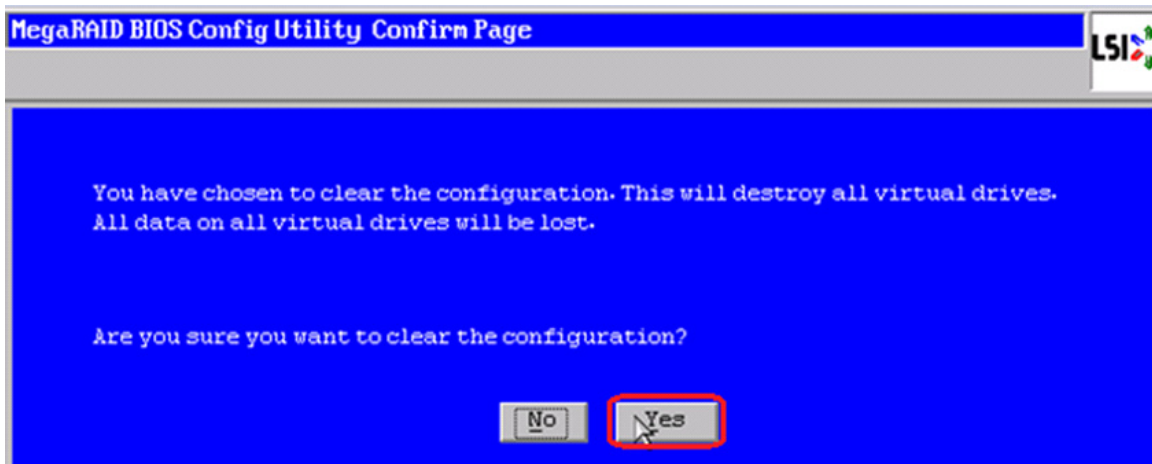 MegaRAID BIOS Config Utility Confirm Page
LSI
You have chosen to clear the configuration. This will destroy all virtual drives.
All data on all virtual drives will be lost.
Are you sure you want to clear the configuration?
No Yes